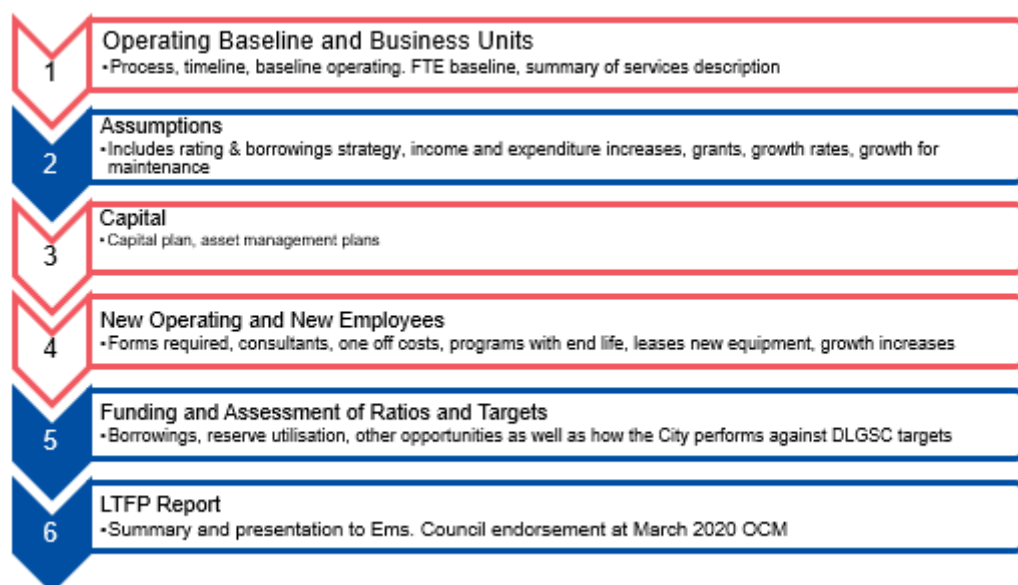 1
Operating Baseline and Business Units
•Process, timeline, baseline operating. FTE baseline, summary of services description
2
Assumptions
•Includes rating & borrowings strategy, income and expenditure increases, grants, growth rates, growth for
maintenance
3
Capital
•Capital plan, asset management plans
4
New Operating and New Employees
•Forms required, consultants, one off costs, programs with end life, leases new equipment, growth increases
5
Funding and Assessment of Ratios and Targets
•Borrowings, reserve utilisation, other opportunities as well as how the City performs against DLGSC targets
6
LTFP Report
•Summary and presentation to Ems. Council endorsement at March 2020 OCM